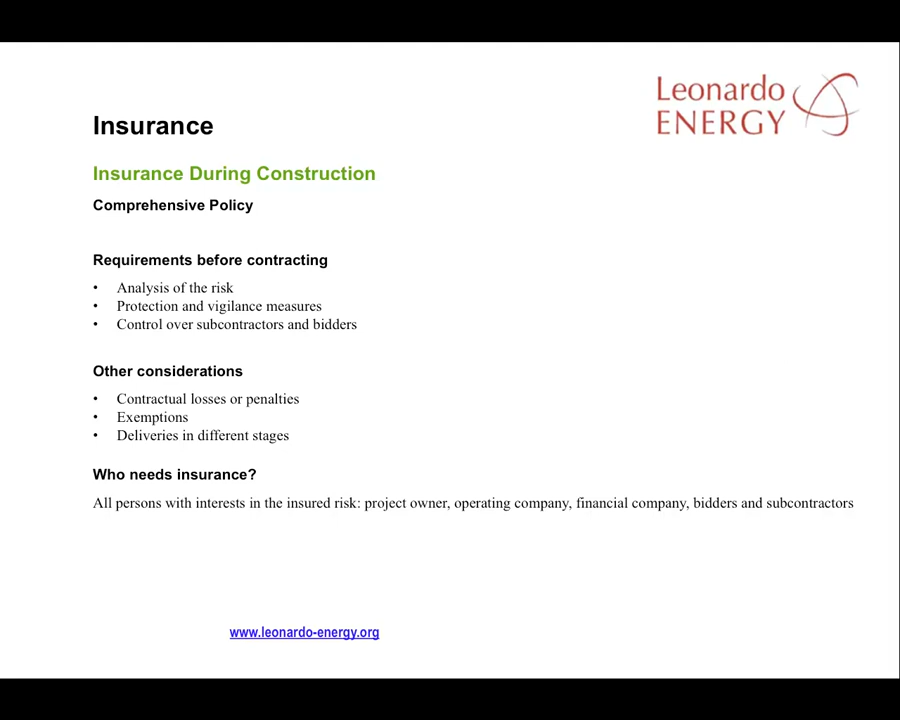 Leonardo
ENERGY
Insurance
Insurance During Construction
Comprehensive Policy
Requirements before contracting
• Analysis of the risk
• Protection and vigilance measures
• Control over subcontractors and bidders
Other considerations
• Contractual losses or penalties
• Exemptions
• Deliveries in different stages
Who needs insurance?
All persons with interests in the insured risk: project owner, operating company, financial company, bidders and subcontractors
www.leonardo-energy.org